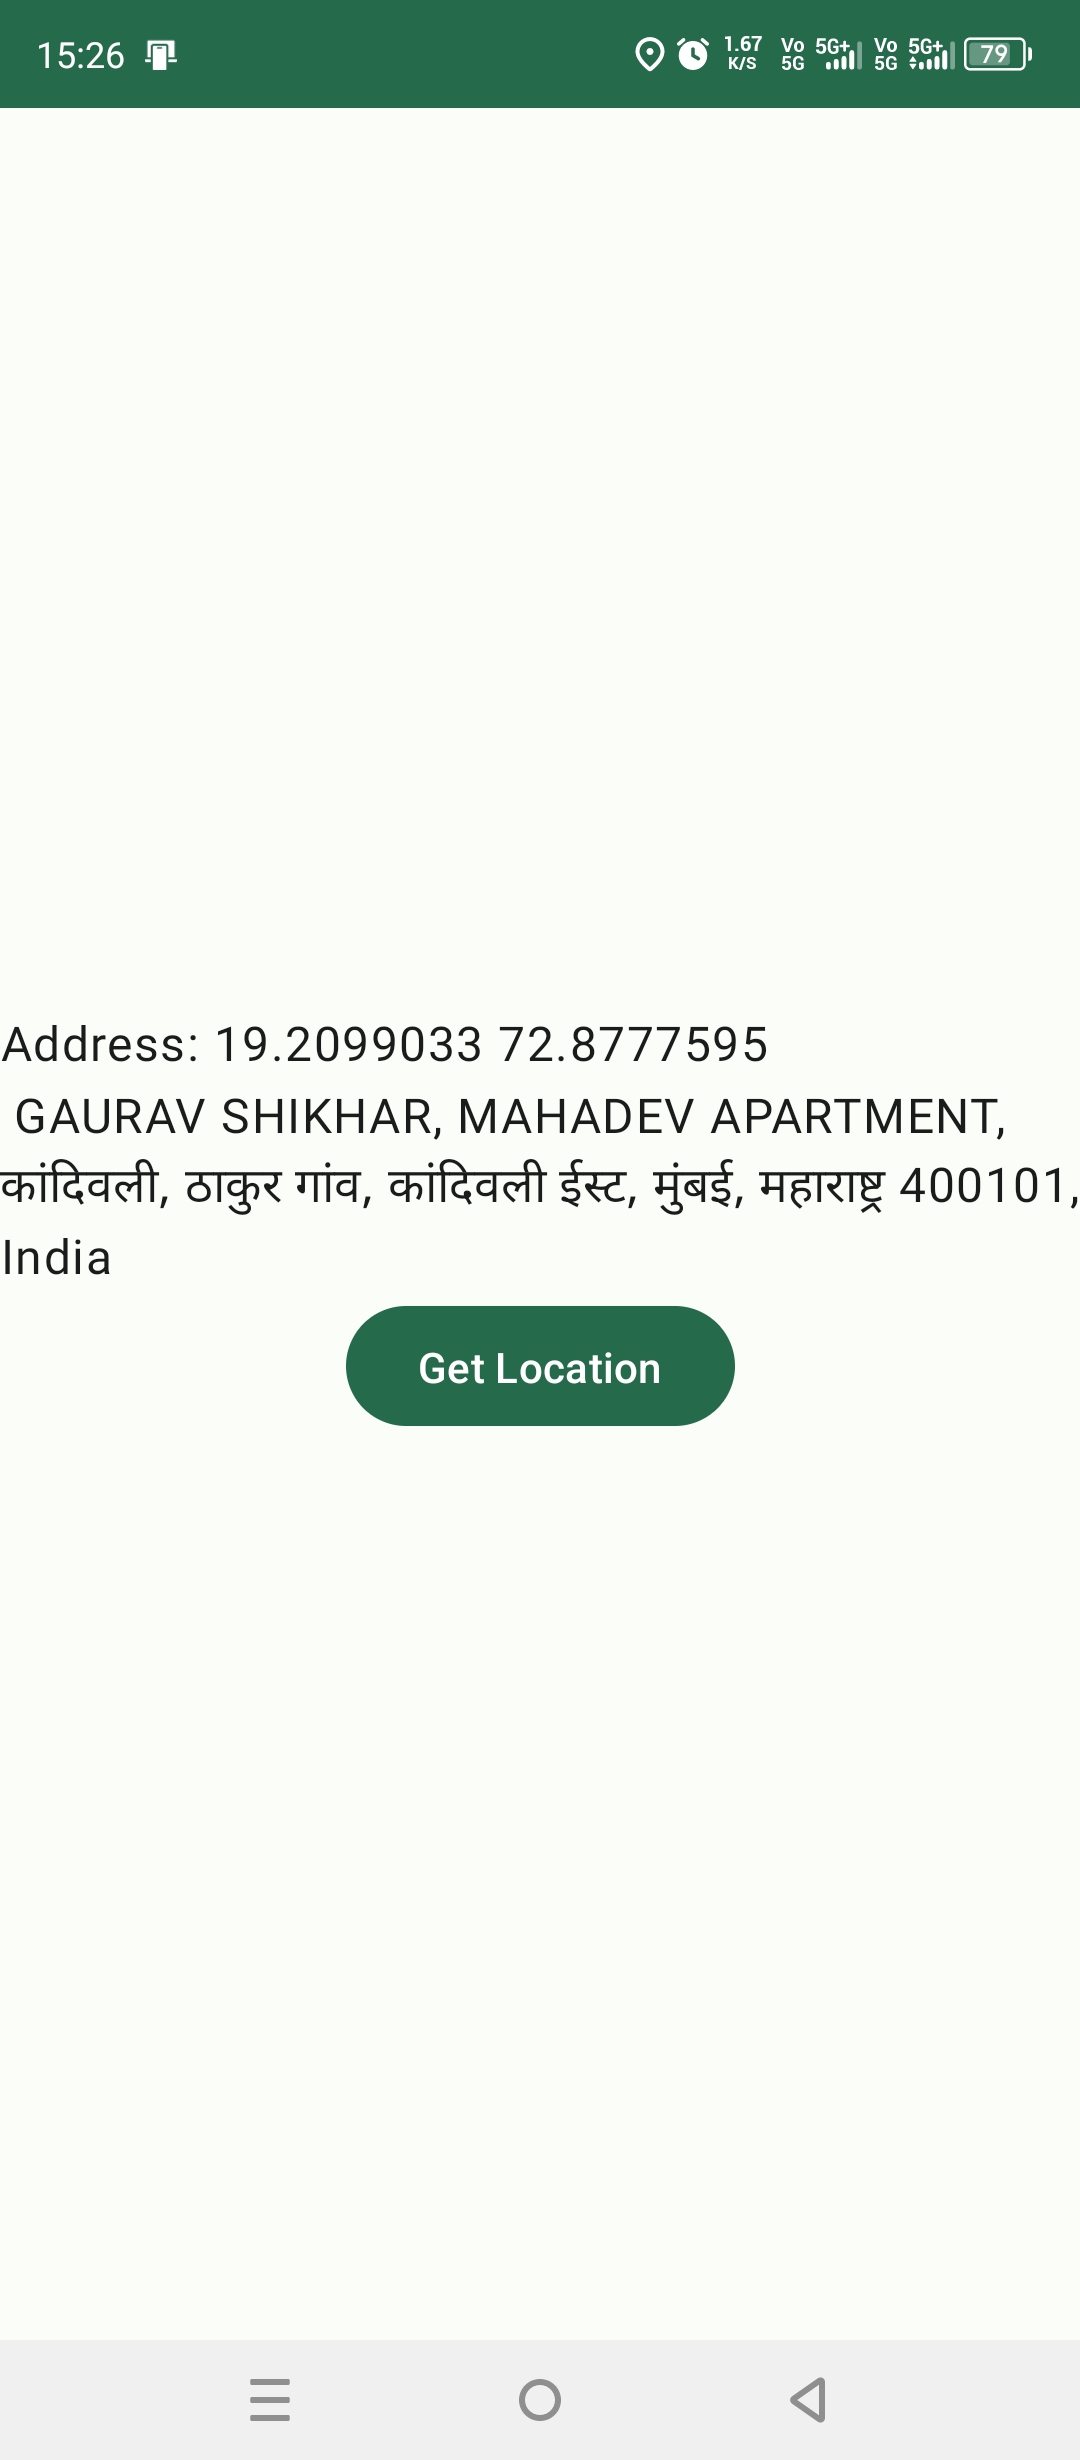 15:26 1.67 K/S Vo 5G 5G+ Vo 5G 5G+ 79
Address: 19.2099033 72.8777595
GAURAV SHIKHAR, MAHADEV APARTMENT,
कांदिवली, ठाकुर गांव, कांदिवली ईस्ट, मुंबई, महाराष्ट्र 400101,
India
Get Location